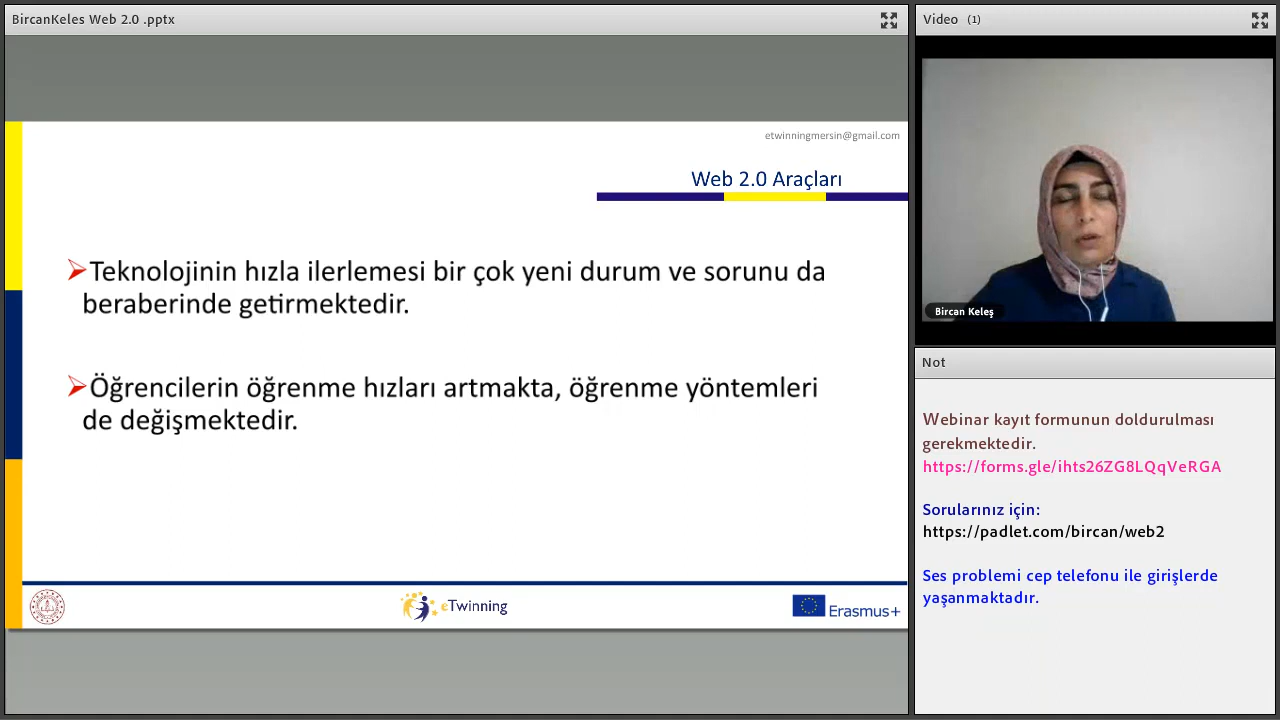 BircanKeles Web 2.0 .pptx
etwinningmersin@gmail.com
Web 2.0 Araçları
Teknolojinin hızla ilerlemesi bir çok yeni durum ve sorunu da
beraberinde getirmektedir.
Öğrencilerin öğrenme hızları artmakta, öğrenme yöntemleri
de değişmektedir.
eTwinning
Erasmus+
Video (1)
Bircan Keleş
Not
Webinar kayıt formunun doldurulması
gerekmektedir.
https://forms.gle/ihts26ZG8LQqVeRGA
Sorularınız için:
https://padlet.com/bircan/web2
Ses problemi cep telefonu ile girişlerde
yaşanmaktadır.